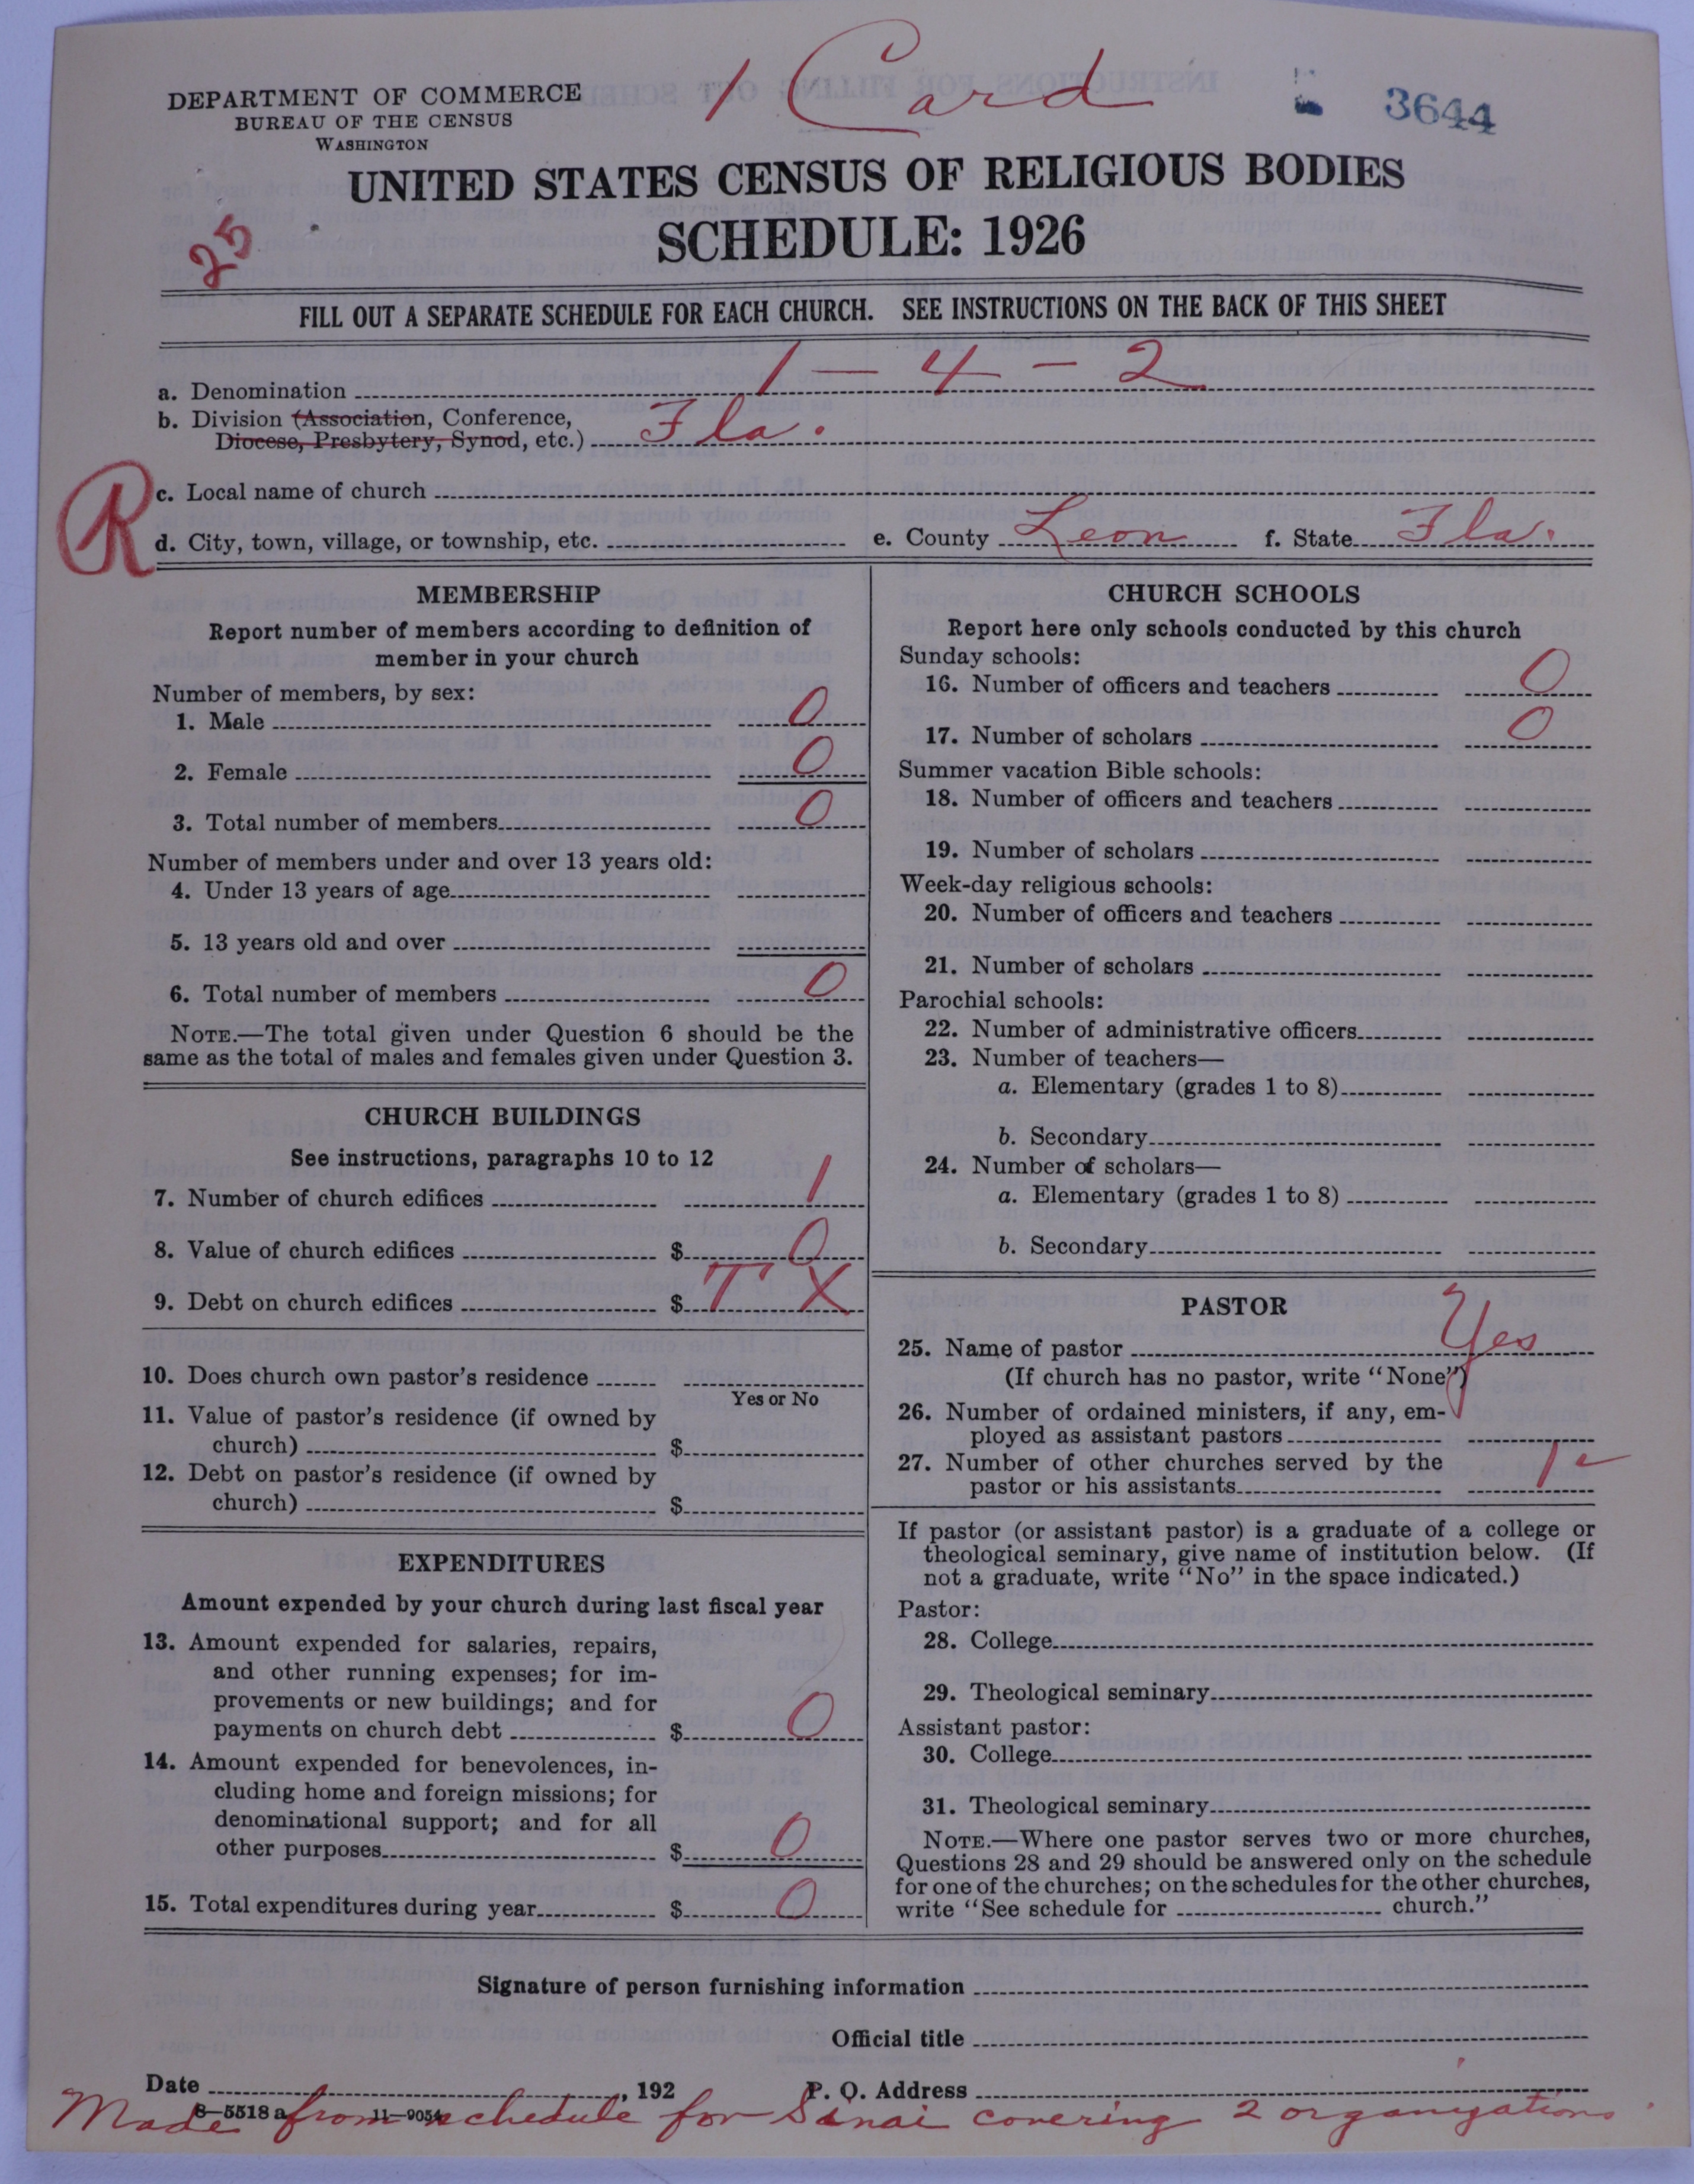 1 Card
3644
DEPARTMENT OF COMMERCE
BUREAU OF THE CENSUS
WASHINGTON
UNITED STATES CENSUS OF RELIGIOUS BODIES
SCHEDULE: 1926
25
FILL OUT A SEPARATE SCHEDULE FOR EACH CHURCH. SEE INSTRUCTIONS ON THE BACK OF THIS SHEET
a. Denomination 1 - 4 - 2
b. Division (Association, Conference,
Diocese, Presbytery, Synod, etc.) Fla.
R
c. Local name of church
d. City, town, village, or township, etc. e. County Leon f. State Fla.
MEMBERSHIP
Report number of members according to definition of
member in your church
Number of members, by sex:
1. Male 0
2. Female 0
3. Total number of members 0
Number of members under and over 13 years old:
4. Under 13 years of age
5. 13 years old and over
6. Total number of members 0
NOTE.—The total given under Question 6 should be the
same as the total of males and females given under Question 3.
CHURCH BUILDINGS
See instructions, paragraphs 10 to 12
7. Number of church edifices 1
8. Value of church edifices $ 0
9. Debt on church edifices $ T X
10. Does church own pastor's residence
Yes or No
11. Value of pastor's residence (if owned by
church) $
12. Debt on pastor's residence (if owned by
church) $
EXPENDITURES
Amount expended by your church during last fiscal year
13. Amount expended for salaries, repairs,
and other running expenses; for im-
provements or new buildings; and for
payments on church debt $ 0
14. Amount expended for benevolences, in-
cluding home and foreign missions; for
denominational support; and for all
other purposes $ 0
15. Total expenditures during year $ 0
CHURCH SCHOOLS
Report here only schools conducted by this church
Sunday schools:
16. Number of officers and teachers 0
17. Number of scholars 0
Summer vacation Bible schools:
18. Number of officers and teachers
19. Number of scholars
Week-day religious schools:
20. Number of officers and teachers
21. Number of scholars
Parochial schools:
22. Number of administrative officers
23. Number of teachers—
a. Elementary (grades 1 to 8)
b. Secondary
24. Number of scholars—
a. Elementary (grades 1 to 8)
b. Secondary
PASTOR
25. Name of pastor Yes
(If church has no pastor, write "None")
26. Number of ordained ministers, if any, em-
ployed as assistant pastors
27. Number of other churches served by the
pastor or his assistants 1
If pastor (or assistant pastor) is a graduate of a college or
theological seminary, give name of institution below. (If
not a graduate, write "No" in the space indicated.)
Pastor:
28. College
29. Theological seminary
Assistant pastor:
30. College
31. Theological seminary
NOTE.—Where one pastor serves two or more churches,
Questions 28 and 29 should be answered only on the schedule
for one of the churches; on the schedules for the other churches,
write "See schedule for church."
Signature of person furnishing information
Official title
Date , 192 P. O. Address
8—5518 a 11—9054
Made from schedule for Sinai covering 2 organizations